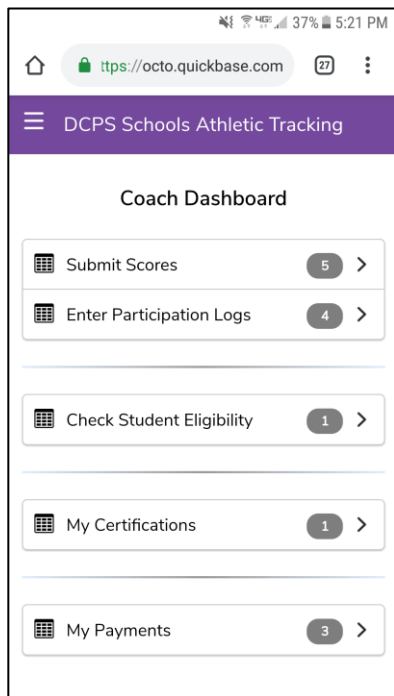 4GE 37% 5:21 PM
ttps://octo.quickbase.com 27
DCPS Schools Athletic Tracking
Coach Dashboard
Submit Scores 5
Enter Participation Logs 4
Check Student Eligibility 1
My Certifications 1
My Payments 3